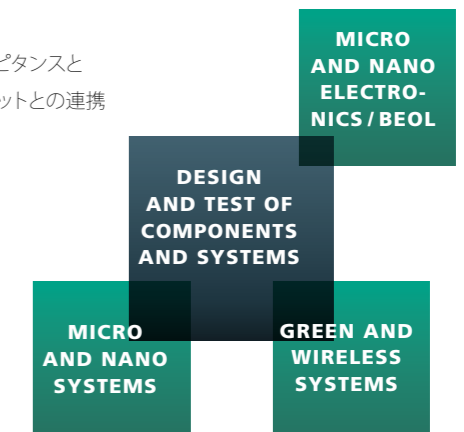 ピタンスと
ットとの連携
MICRO
AND NANO
ELECTRO-
NICS / BEOL
DESIGN
AND TEST OF
COMPONENTS
AND SYSTEMS
MICRO
AND NANO
SYSTEMS
GREEN AND
WIRELESS
SYSTEMS